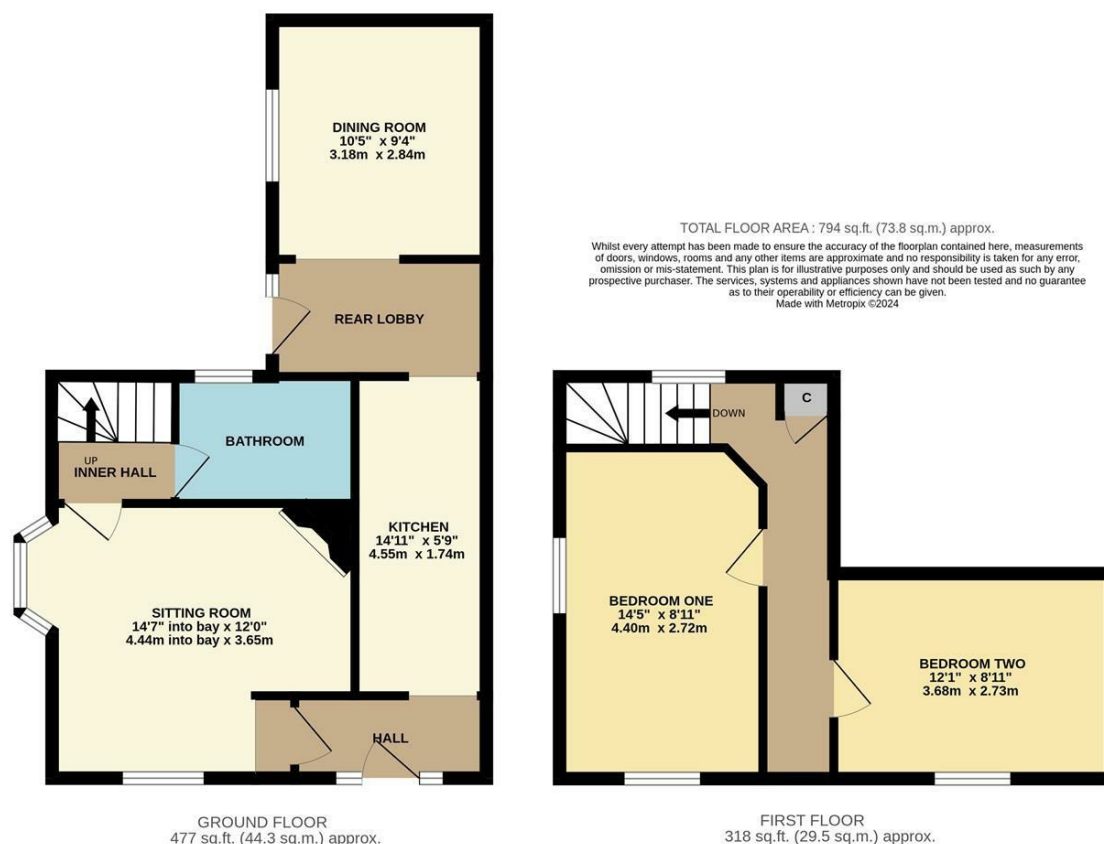 DINING ROOM
10'5" x 9'4"
3.18m x 2.84m
REAR LOBBY
BATHROOM
UP
INNER HALL
KITCHEN
14'11" x 5'9"
4.55m x 1.74m
SITTING ROOM
14'7" into bay x 12'0"
4.44m into bay x 3.65m
HALL
GROUND FLOOR
477 sq.ft. (44.3 sq.m.) approx.
TOTAL FLOOR AREA : 794 sq.ft. (73.8 sq.m.) approx.
Whilst every attempt has been made to ensure the accuracy of the floorplan contained here, measurements
of doors, windows, rooms and any other items are approximate and no responsibility is taken for any error,
omission or mis-statement. This plan is for illustrative purposes only and should be used as such by any
prospective purchaser. The services, systems and appliances shown have not been tested and no guarantee
as to their operability or efficiency can be given.
Made with Metropix ©2024
C
DOWN
BEDROOM ONE
14'5" x 8'11"
4.40m x 2.72m
BEDROOM TWO
12'1" x 8'11"
3.68m x 2.73m
FIRST FLOOR
318 sq.ft. (29.5 sq.m.) approx.